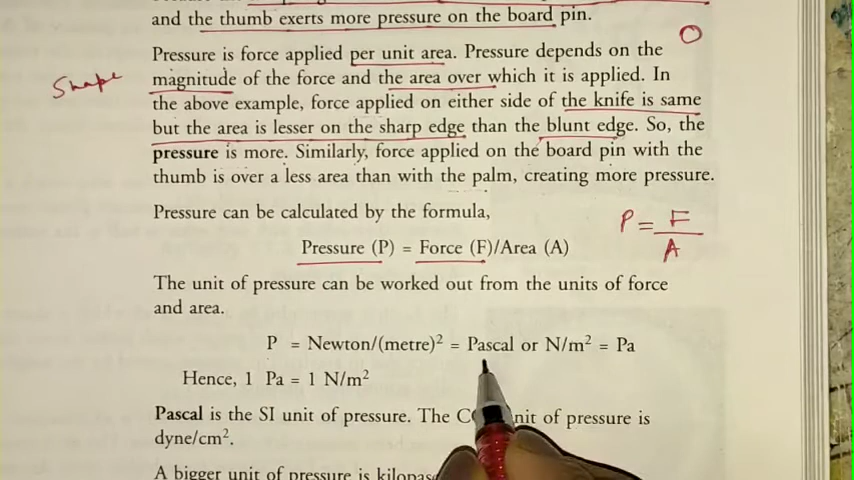 and the thumb exerts more pressure on the board pin.
Pressure is force applied per unit area. Pressure depends on the
Shape
magnitude of the force and the area over which it is applied. In
the above example, force applied on either side of the knife is same
but the area is lesser on the sharp edge than the blunt edge. So, the
pressure is more. Similarly, force applied on the board pin with the
thumb is over a less area than with the palm, creating more pressure.
Pressure can be calculated by the formula,
P = F/A
Pressure (P) = Force (F)/Area (A)
The unit of pressure can be worked out from the units of force
and area.
P = Newton/(metre)² = Pascal or N/m² = Pa
Hence, 1 Pa = 1 N/m²
Pascal is the SI unit of pressure. The unit of pressure is
dyne/cm².
A bigger unit of pressure is